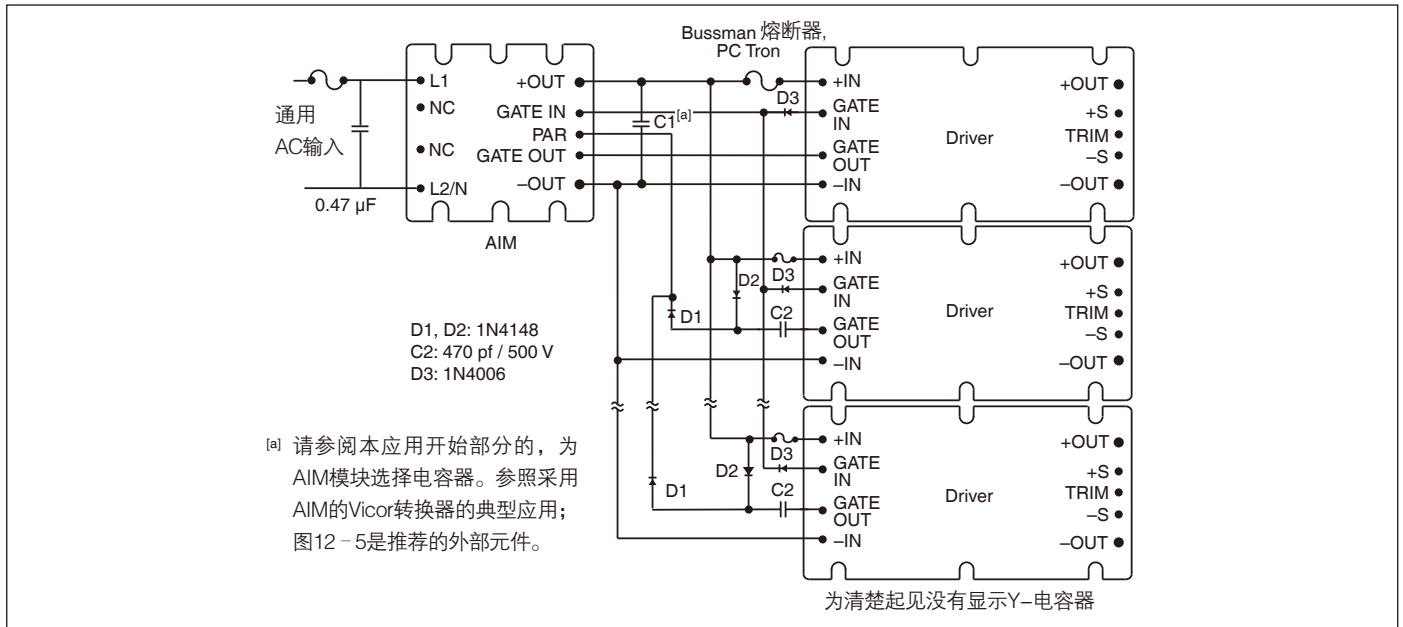 Bussman 熔断器,
PC Tron
通用
AC输入
0.47 µF
L1
NC
NC
L2/N
+OUT
GATE IN
PAR
GATE OUT
–OUT
AIM
C1[a]
D3
+IN
GATE
IN
GATE
OUT
–IN
Driver
+OUT
+S
TRIM
–S
–OUT
D2
D3
D1
C2
+IN
GATE
IN
GATE
OUT
–IN
Driver
+OUT
+S
TRIM
–S
–OUT
D1, D2: 1N4148
C2: 470 pf / 500 V
D3: 1N4006
D2
D3
D1
C2
+IN
GATE
IN
GATE
OUT
–IN
Driver
+OUT
+S
TRIM
–S
–OUT
[a] 请参阅本应用开始部分的，为
AIM模块选择电容器。参照采用
AIM的Vicor转换器的典型应用；
图12–5是推荐的外部元件。
为清楚起见没有显示Y–电容器